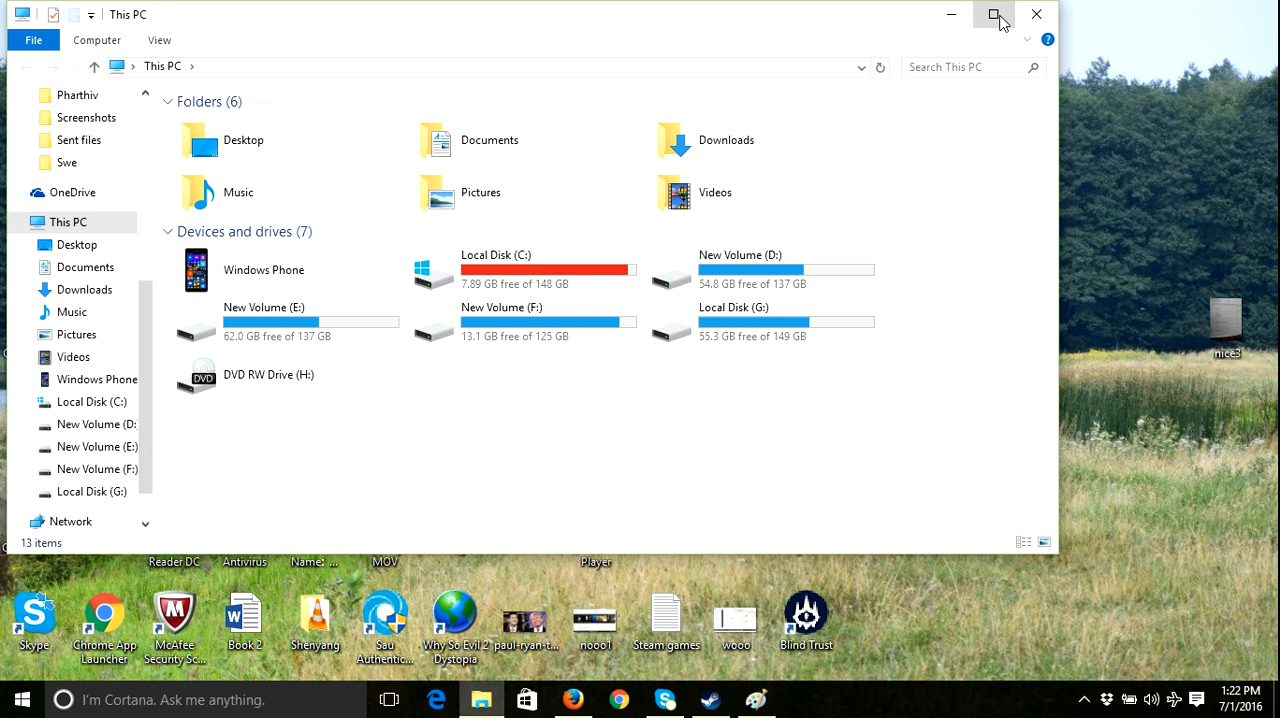 This PC
File Computer View
This PC
Search This PC
Pharthiv
Screenshots
Sent files
Swe
OneDrive
This PC
Desktop
Documents
Downloads
Music
Pictures
Videos
Windows Phone
Local Disk (C:)
New Volume (D:
New Volume (E:)
New Volume (F:)
Local Disk (G:)
Network
13 items
Folders (6)
Desktop
Documents
Downloads
Music
Pictures
Videos
Devices and drives (7)
Windows Phone
Local Disk (C:)
7.89 GB free of 148 GB
New Volume (D:)
54.8 GB free of 137 GB
New Volume (E:)
62.0 GB free of 137 GB
New Volume (F:)
13.1 GB free of 125 GB
Local Disk (G:)
55.3 GB free of 149 GB
DVD
DVD RW Drive (H:)
nice3
Reader DC
Antivirus
Name: ...
MOV
Player
Skype
Chrome App
Launcher
McAfee
Security Sc...
Book 2
Shenyang
Sau
Authentic...
Why So Evil 2
Dystopia
paul-ryan-t...
nooo1
Steam games
wooo
Blind Trust
I'm Cortana. Ask me anything.
1:22 PM
7/1/2016